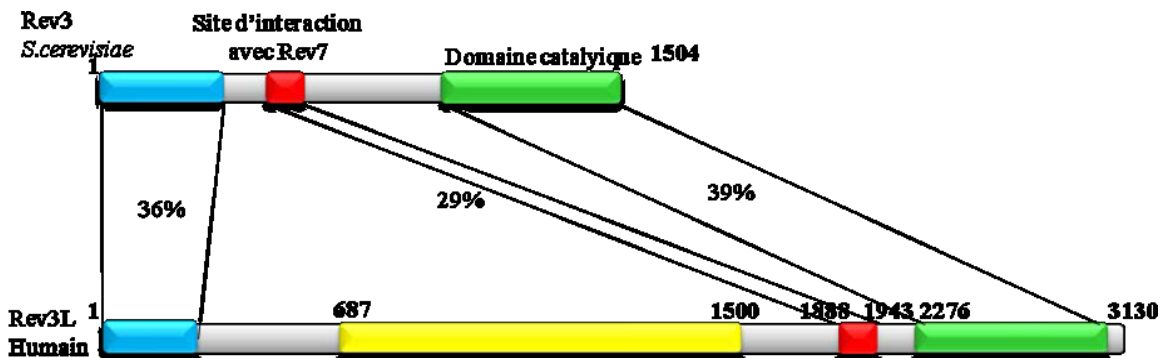 Rev3
S.cerevisiae
Site d'interaction
avec Rev7
Domaine catalyique
1504
1
36%
29%
39%
1
687
1500
1888
1943
2276
3130
Rev3L
Humain